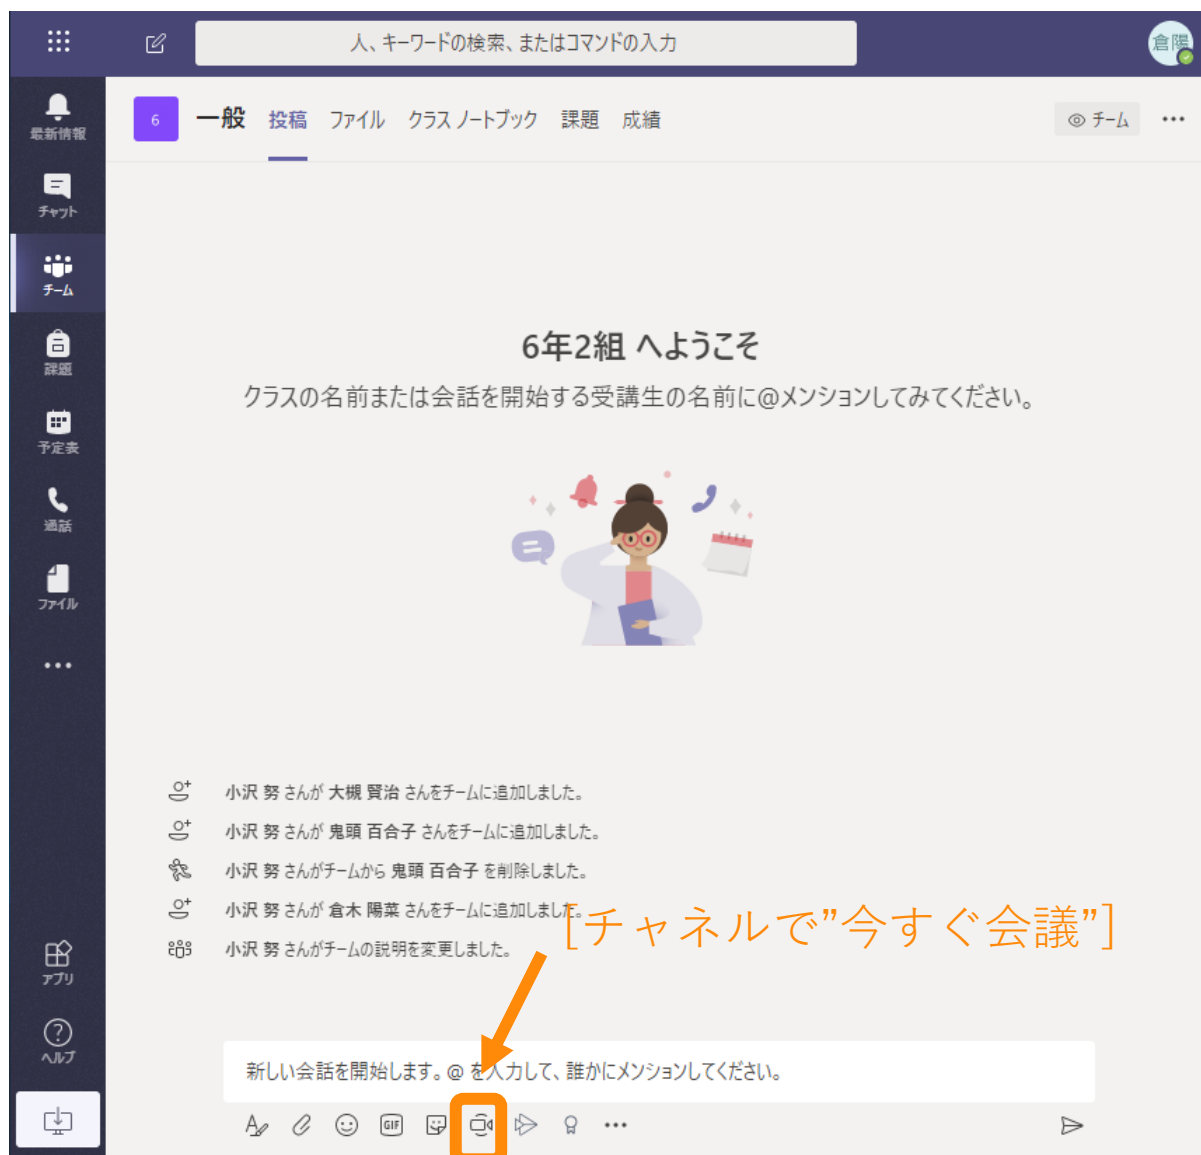 人、キーワードの検索、またはコマンドの入力
倉陽
最新情報
チャット
チーム
課題
予定表
通話
ファイル
アプリ
ヘルプ
6
一般 投稿 ファイル クラス ノートブック 課題 成績
チーム
6年2組 へようこそ
クラスの名前または会話を開始する受講生の名前に@メンションしてみてください。
小沢 努 さんが 大槻 賢治 さんをチームに追加しました。
小沢 努 さんが 鬼頭 百合子 さんをチームに追加しました。
小沢 努 さんがチームから 鬼頭 百合子 を削除しました。
小沢 努 さんが 倉木 陽菜 さんをチームに追加しました。
小沢 努 さんがチームの説明を変更しました。
[チャネルで”今すぐ会議”]
新しい会話を開始します。@ を入力して、誰かにメンションしてください。
GIF